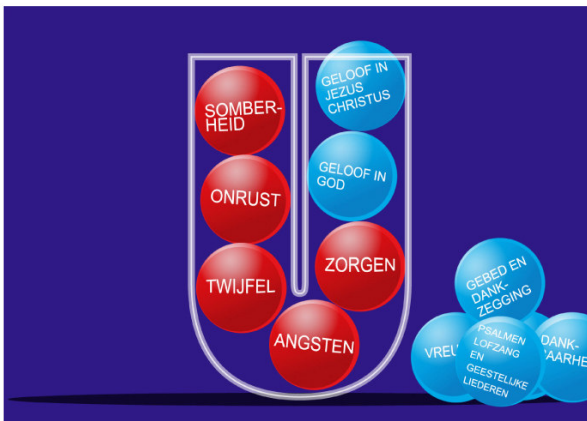 SOMBER-
HEID
ONRUST
TWIJFEL
ANGSTEN
ZORGEN
GELOOF IN
GOD
GELOOF IN
JEZUS
CHRISTUS
GEBED EN
DANK-
ZEGGING
PSALMEN
LOFZANG
EN
GEESTELIJKE
LIEDEREN
DANK-